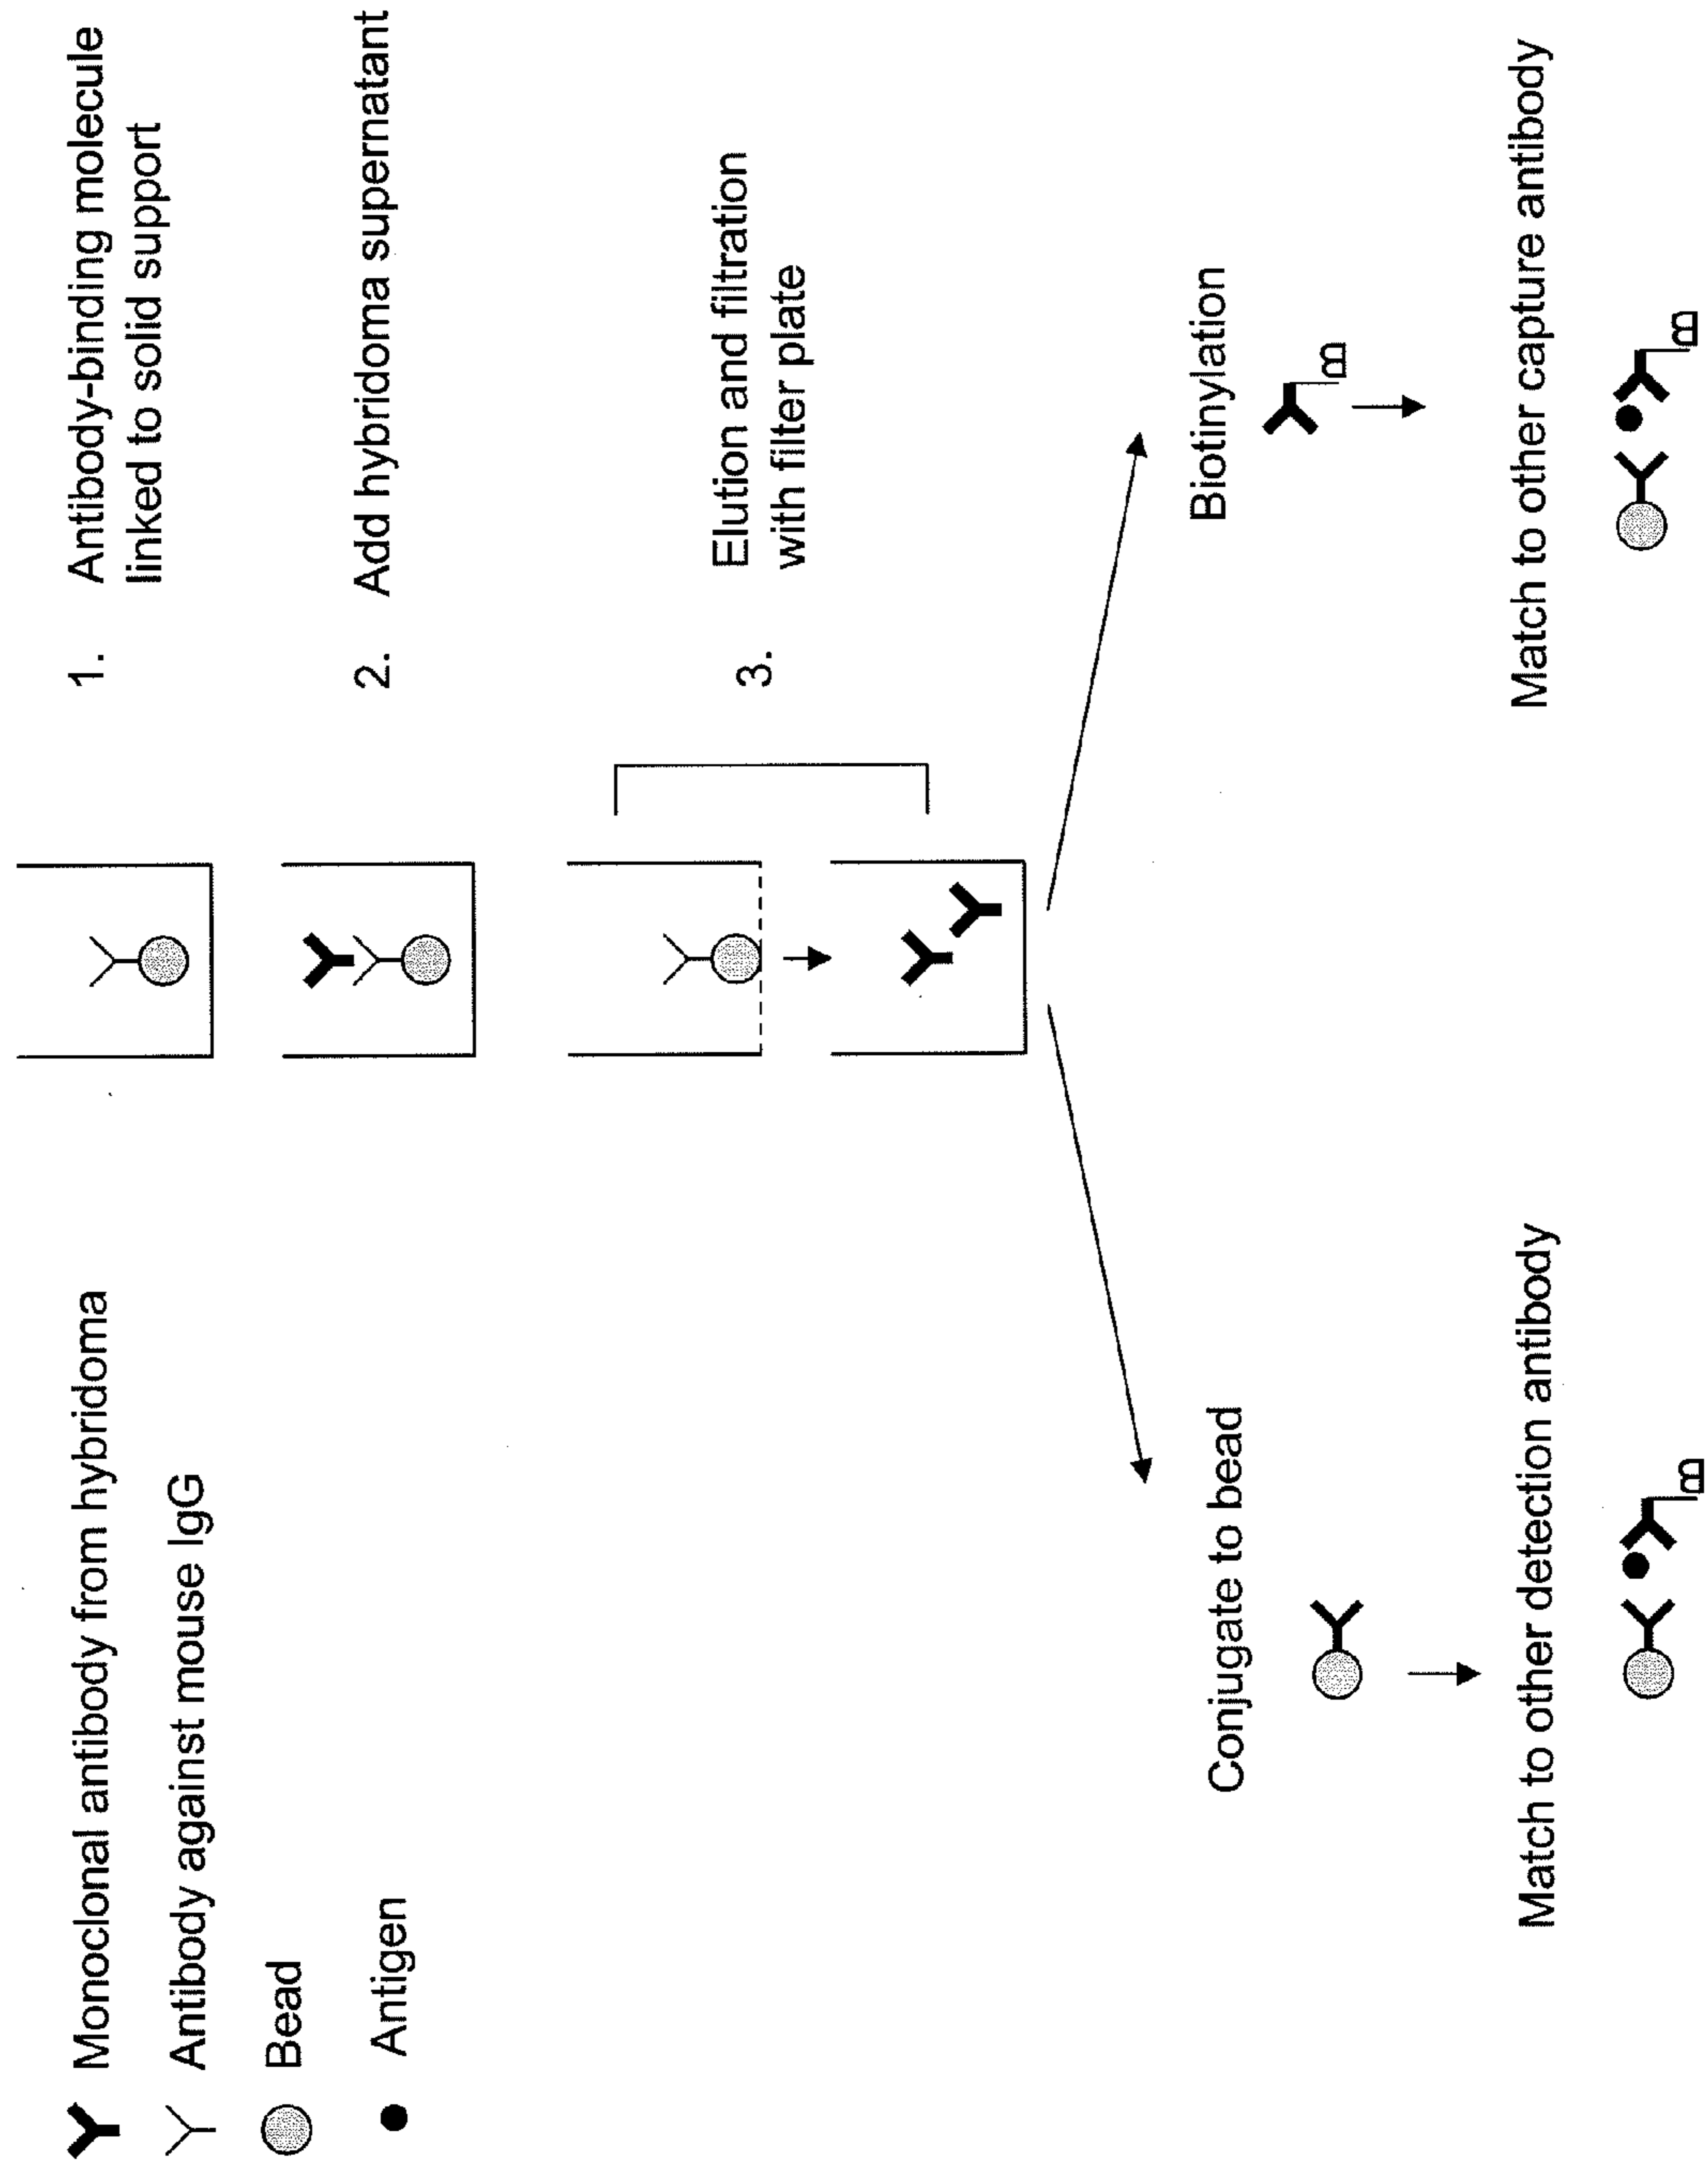 Monoclonal antibody from hybridoma
Antibody against mouse IgG
Bead
Antigen
1. Antibody-binding molecule
linked to solid support
2. Add hybridoma supernatant
3. Elution and filtration
with filter plate
Conjugate to bead
Match to other detection antibody
B
Biotinylation
B
Match to other capture antibody
B